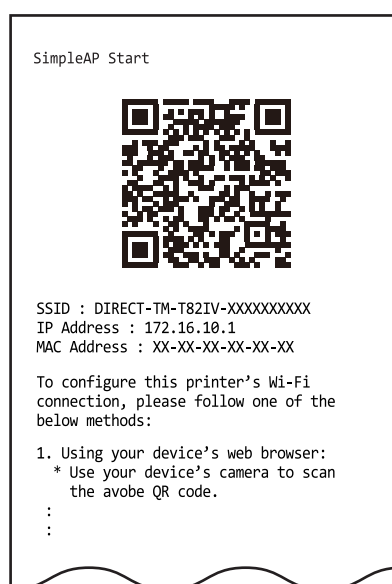 SimpleAP Start
SSID : DIRECT-TM-T82IV-XXXXXXXXXX
IP Address : 172.16.10.1
MAC Address : XX-XX-XX-XX-XX-XX
To configure this printer's Wi-Fi
connection, please follow one of the
below methods:
1. Using your device's web browser:
* Use your device's camera to scan
the avobe QR code.
:
: